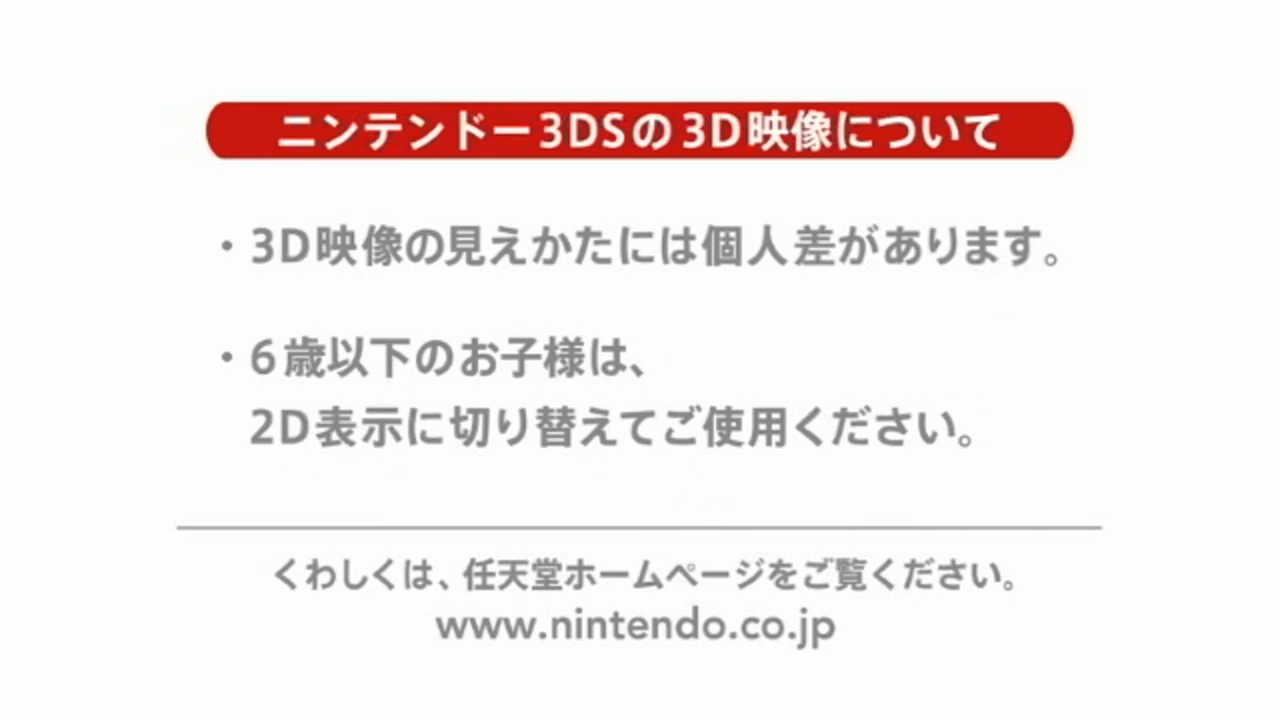 ニンテンドー3DSの3D映像について
・3D映像の見えかたには個人差があります。
・6歳以下のお子様は、
2D表示に切り替えてご使用ください。
くわしくは、任天堂ホームページをご覧ください。
www.nintendo.co.jp